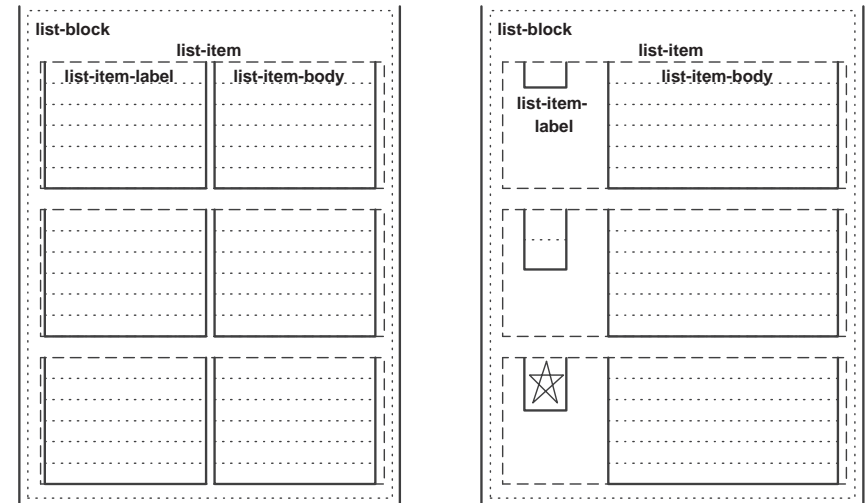 list-block
list-item
list-item-label
list-item-body
list-block
list-item
list-item-body
list-item-
label